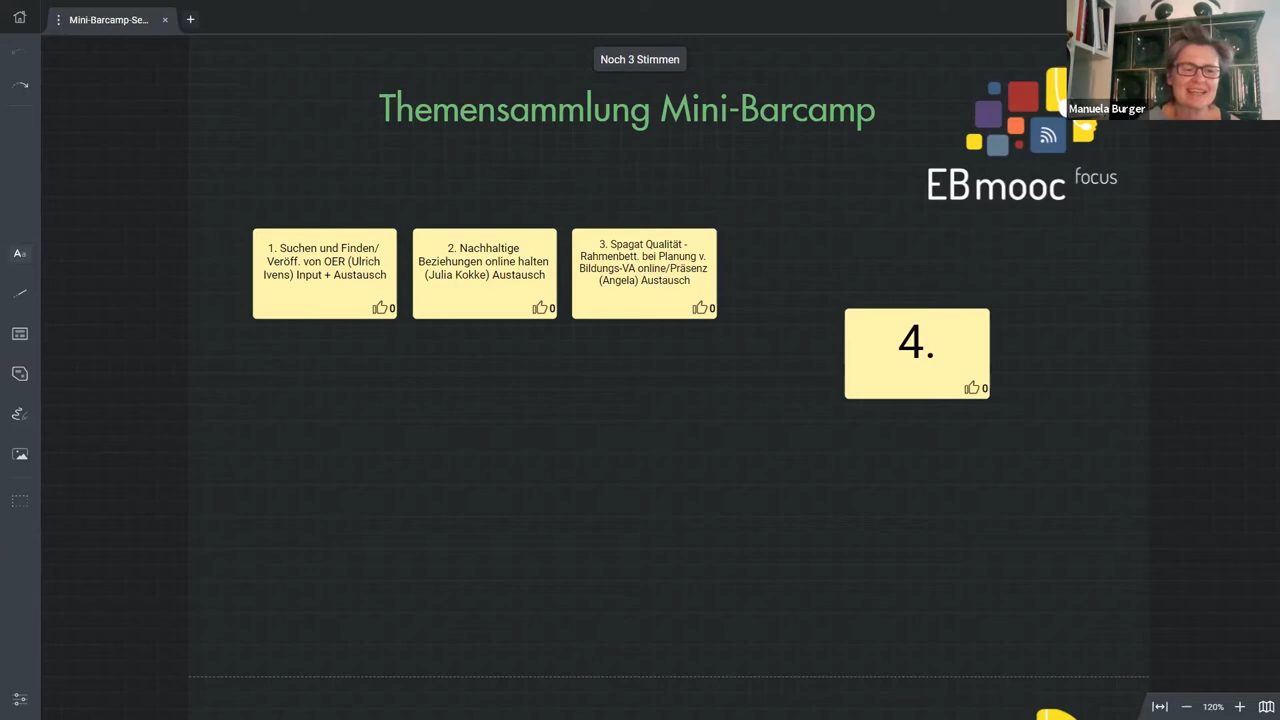 Mini-Barcamp-Se...
Noch 3 Stimmen
Manuela Burger
Themensammlung Mini-Barcamp
EBmooc focus
1. Suchen und Finden/
Veröff. von OER (Ulrich
Ivens) Input + Austausch
0
2. Nachhaltige
Beziehungen online halten
(Julia Kokke) Austausch
0
3. Spagat Qualität -
Rahmenbett. bei Planung v.
Bildungs-VA online/Präsenz
(Angela) Austausch
0
4.
0
Aa
120%